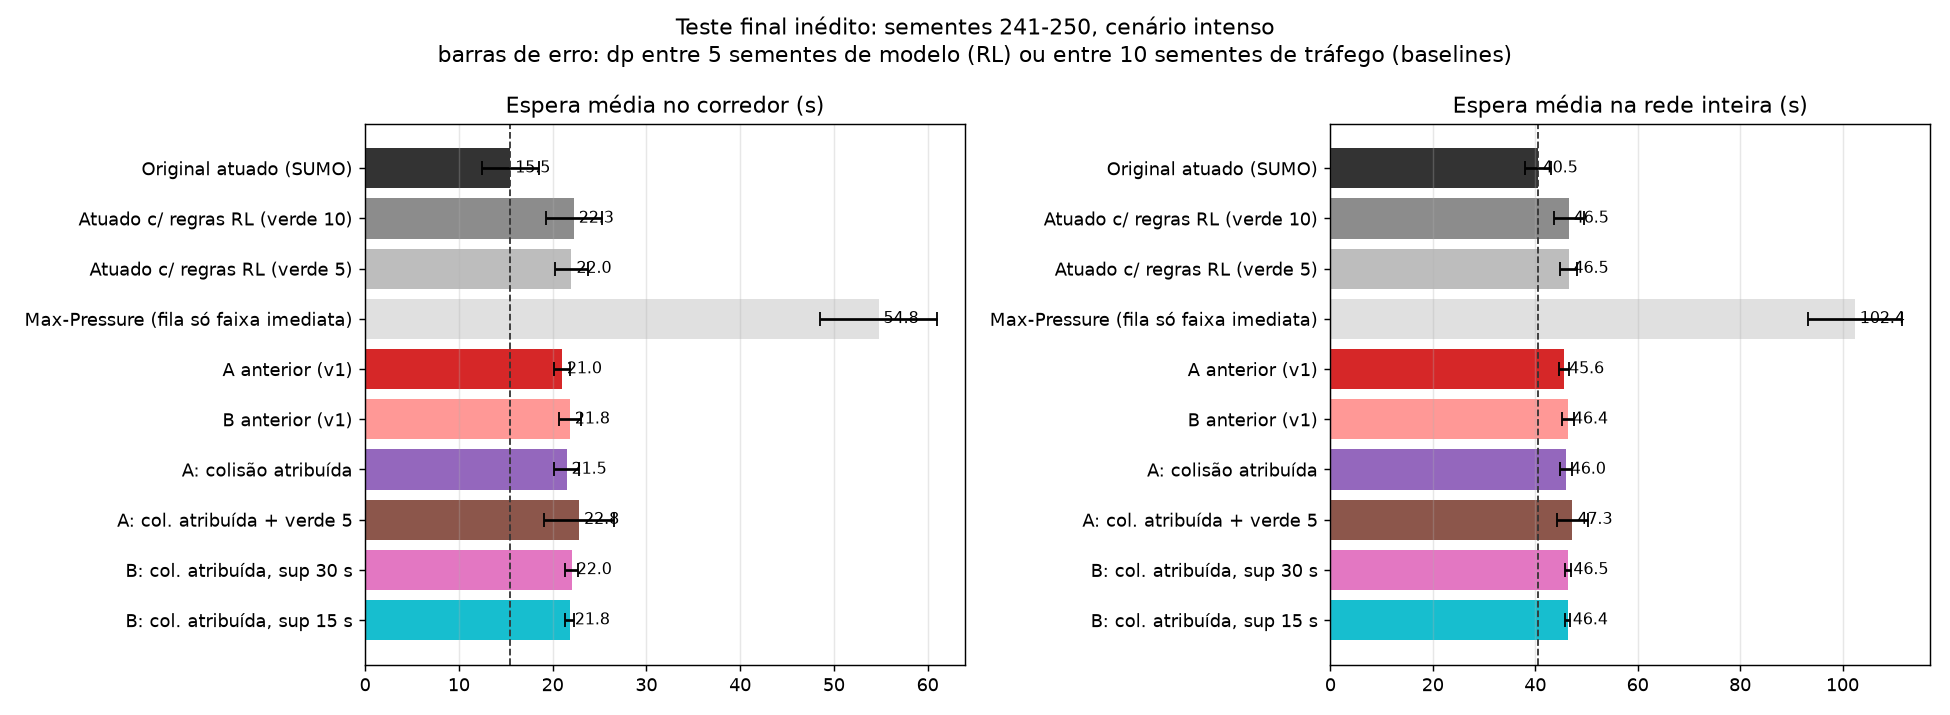 Teste final inédito: sementes 241-250, cenário intenso
barras de erro: dp entre 5 sementes de modelo (RL) ou entre 10 sementes de tráfego (baselines)
Espera média no corredor (s)
Original atuado (SUMO)
15.5
Atuado c/ regras RL (verde 10)
22.3
Atuado c/ regras RL (verde 5)
22.0
Max-Pressure (fila só faixa imediata)
54.8
A anterior (v1)
21.0
B anterior (v1)
21.8
A: colisão atribuída
21.5
A: col. atribuída + verde 5
22.8
B: col. atribuída, sup 30 s
22.0
B: col. atribuída, sup 15 s
21.8
0 10 20 30 40 50 60
Espera média na rede inteira (s)
Original atuado (SUMO)
40.5
Atuado c/ regras RL (verde 10)
46.5
Atuado c/ regras RL (verde 5)
46.5
Max-Pressure (fila só faixa imediata)
102.4
A anterior (v1)
45.6
B anterior (v1)
46.4
A: colisão atribuída
46.0
A: col. atribuída + verde 5
47.3
B: col. atribuída, sup 30 s
46.5
B: col. atribuída, sup 15 s
46.4
0 20 40 60 80 100